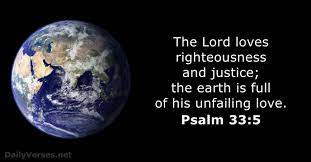 The Lord loves
righteousness
and justice;
the earth is full
of his unfailing love.
Psalm 33:5
DailyVerses.net